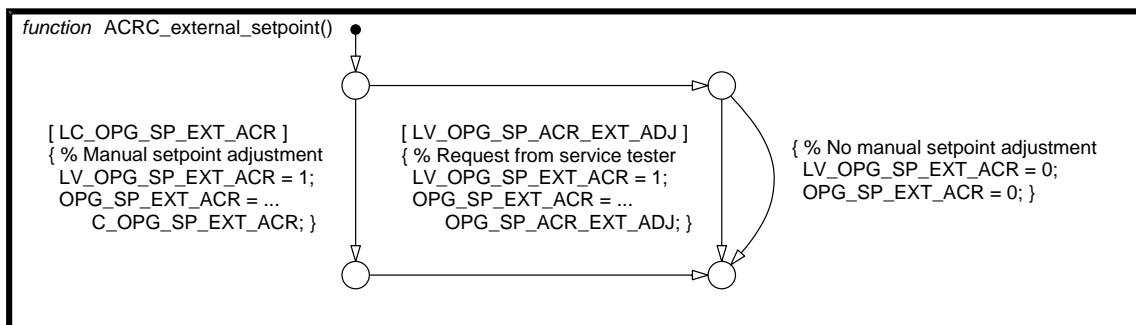 function ACRC_external_setpoint()
[ LC_OPG_SP_EXT_ACR ]
{ % Manual setpoint adjustment
LV_OPG_SP_EXT_ACR = 1;
OPG_SP_EXT_ACR = ...
C_OPG_SP_EXT_ACR; }
[ LV_OPG_SP_ACR_EXT_ADJ ]
{ % Request from service tester
LV_OPG_SP_EXT_ACR = 1;
OPG_SP_EXT_ACR = ...
OPG_SP_ACR_EXT_ADJ; }
{ % No manual setpoint adjustment
LV_OPG_SP_EXT_ACR = 0;
OPG_SP_EXT_ACR = 0; }